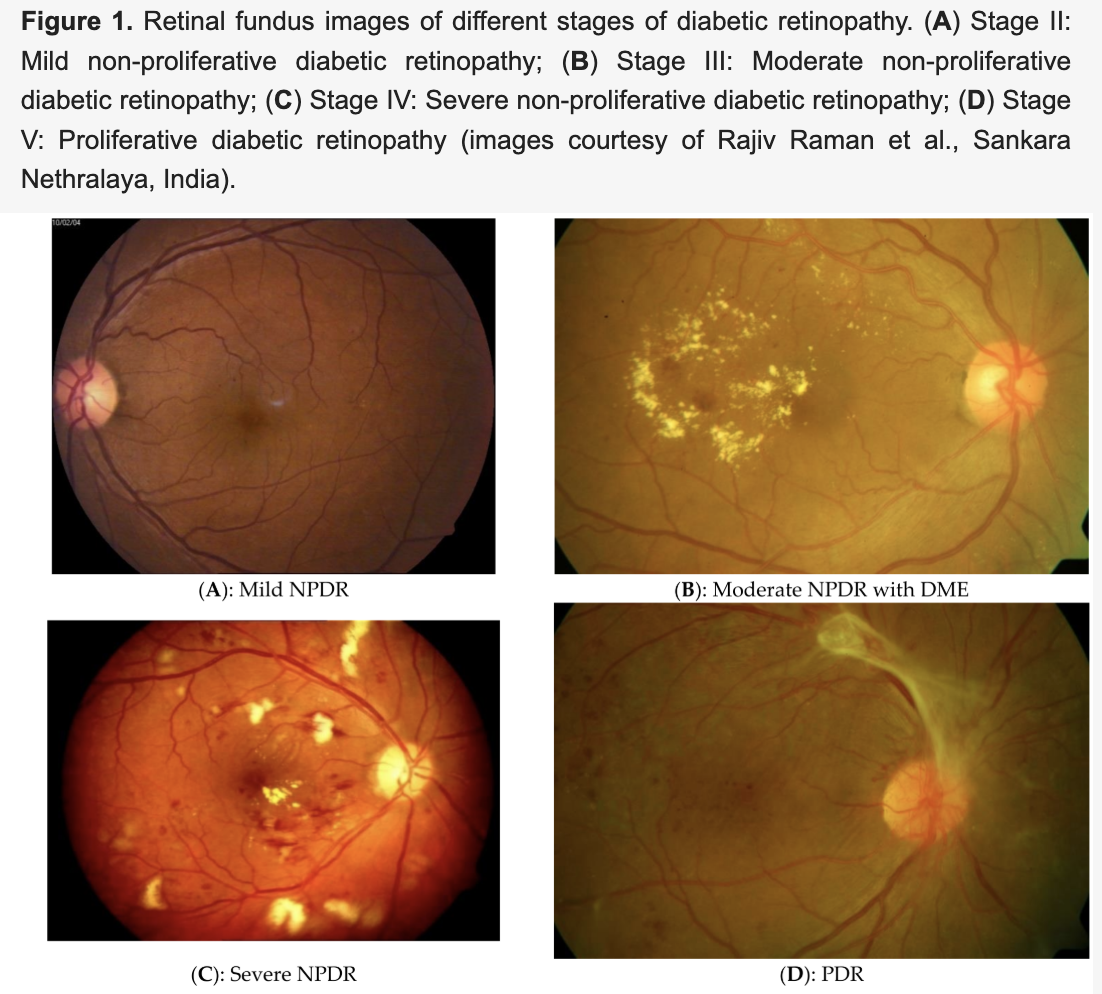 Figure 1. Retinal fundus images of different stages of diabetic retinopathy. (A) Stage II:
Mild non-proliferative diabetic retinopathy; (B) Stage III: Moderate non-proliferative
diabetic retinopathy; (C) Stage IV: Severe non-proliferative diabetic retinopathy; (D) Stage
V: Proliferative diabetic retinopathy (images courtesy of Rajiv Raman et al., Sankara
Nethralaya, India).
10/02/04
(A): Mild NPDR
(B): Moderate NPDR with DME
(C): Severe NPDR
(D): PDR